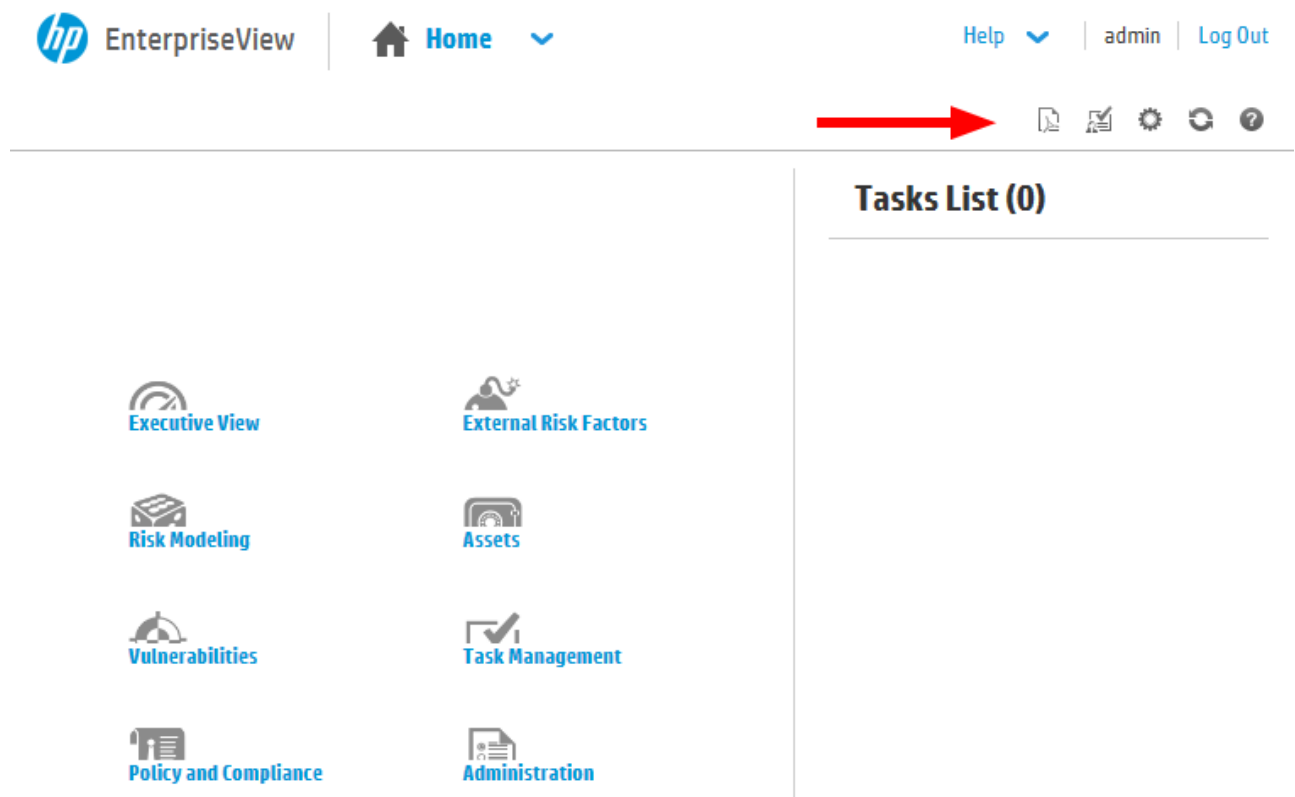 hp EnterpriseView Home Help admin Log Out
Tasks List (0)
Executive View External Risk Factors
Risk Modeling Assets
Vulnerabilities Task Management
Policy and Compliance Administration